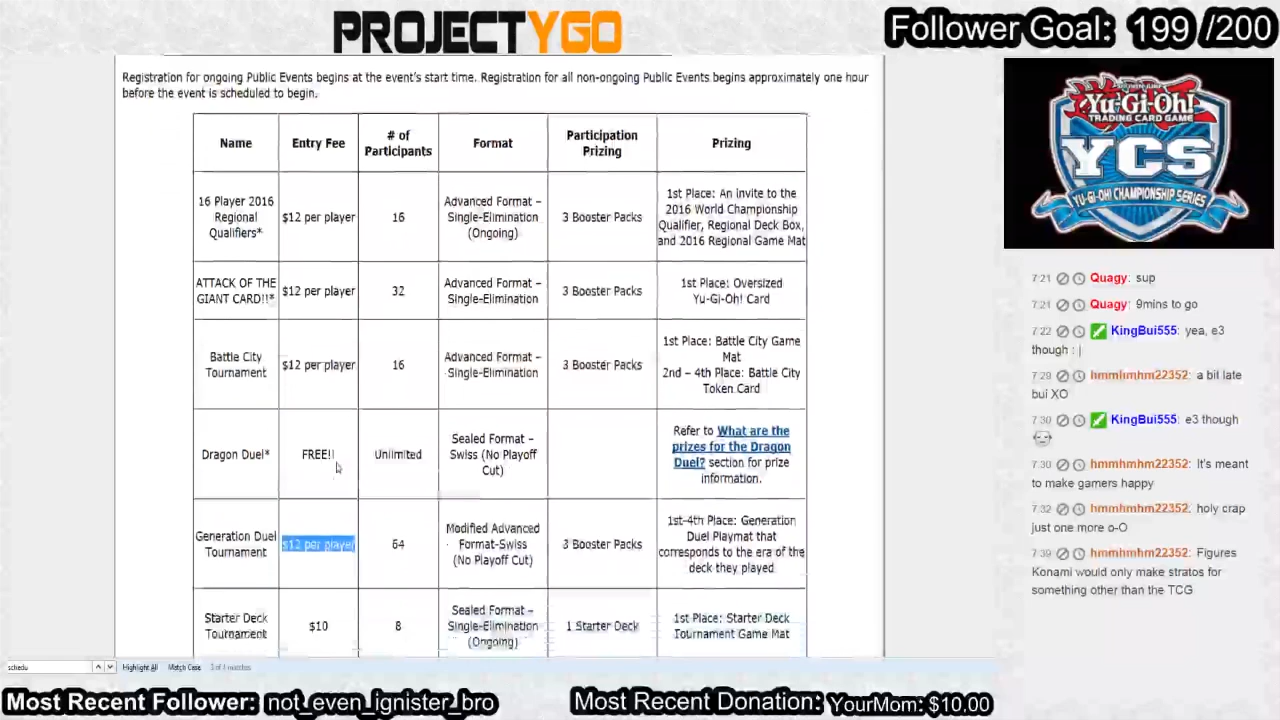 PROJECTYGO
Follower Goal: 199 /200
Registration for ongoing Public Events begins at the event's start time. Registration for all non-ongoing Public Events begins approximately one hour
before the event is scheduled to begin.
Name
Entry Fee
# of
Participants
Format
Participation
Prizing
Prizing
16 Player 2016
Regional
Qualifiers*
$12 per player
16
Advanced Format –
Single-Elimination
(Ongoing)
3 Booster Packs
1st Place: An invite to the
2016 World Championship
Qualifier, Regional Deck Box,
and 2016 Regional Game Mat
ATTACK OF THE
GIANT CARD!!*
$12 per player
32
Advanced Format –
Single-Elimination
3 Booster Packs
1st Place: Oversized
Yu-Gi-Oh! Card
Battle City
Tournament
$12 per player
16
Advanced Format –
Single-Elimination
3 Booster Packs
1st Place: Battle City Game
Mat
2nd – 4th Place: Battle City
Token Card
Dragon Duel*
FREE!!
Unlimited
Sealed Format –
Swiss (No Playoff
Cut)
Refer to What are the
prizes for the Dragon
Duel? section for prize
information.
Generation Duel
Tournament
$12 per player
64
Modified Advanced
Format-Swiss
(No Playoff Cut)
3 Booster Packs
1st-4th Place: Generation
Duel Playmat that
corresponds to the era of the
deck they played
Starter Deck
Tournament
$10
8
Sealed Format –
Single-Elimination
(Ongoing)
1 Starter Deck
1st Place: Starter Deck
Tournament Game Mat
schedu
Highlight All
Match Case
Yu-Gi-Oh!
TRADING CARD GAME
YCS
YU-GI-OH! CHAMPIONSHIP SERIES
7:21 Quagy: sup
7:21 Quagy: 9mins to go
7:22 KingBui555: yea, e3
though : |
7:29 hmmhmhm22352: a bit late
bui XO
7:30 KingBui555: e3 though
7:30 hmmhmhm22352: It's meant
to make gamers happy
7:32 hmmhmhm22352: holy crap
just one more o-O
7:39 hmmhmhm22352: Figures
Konami would only make stratos for
something other than the TCG
Most Recent Follower: not_even_ignister_bro
Most Recent Donation: YourMom: $10.00